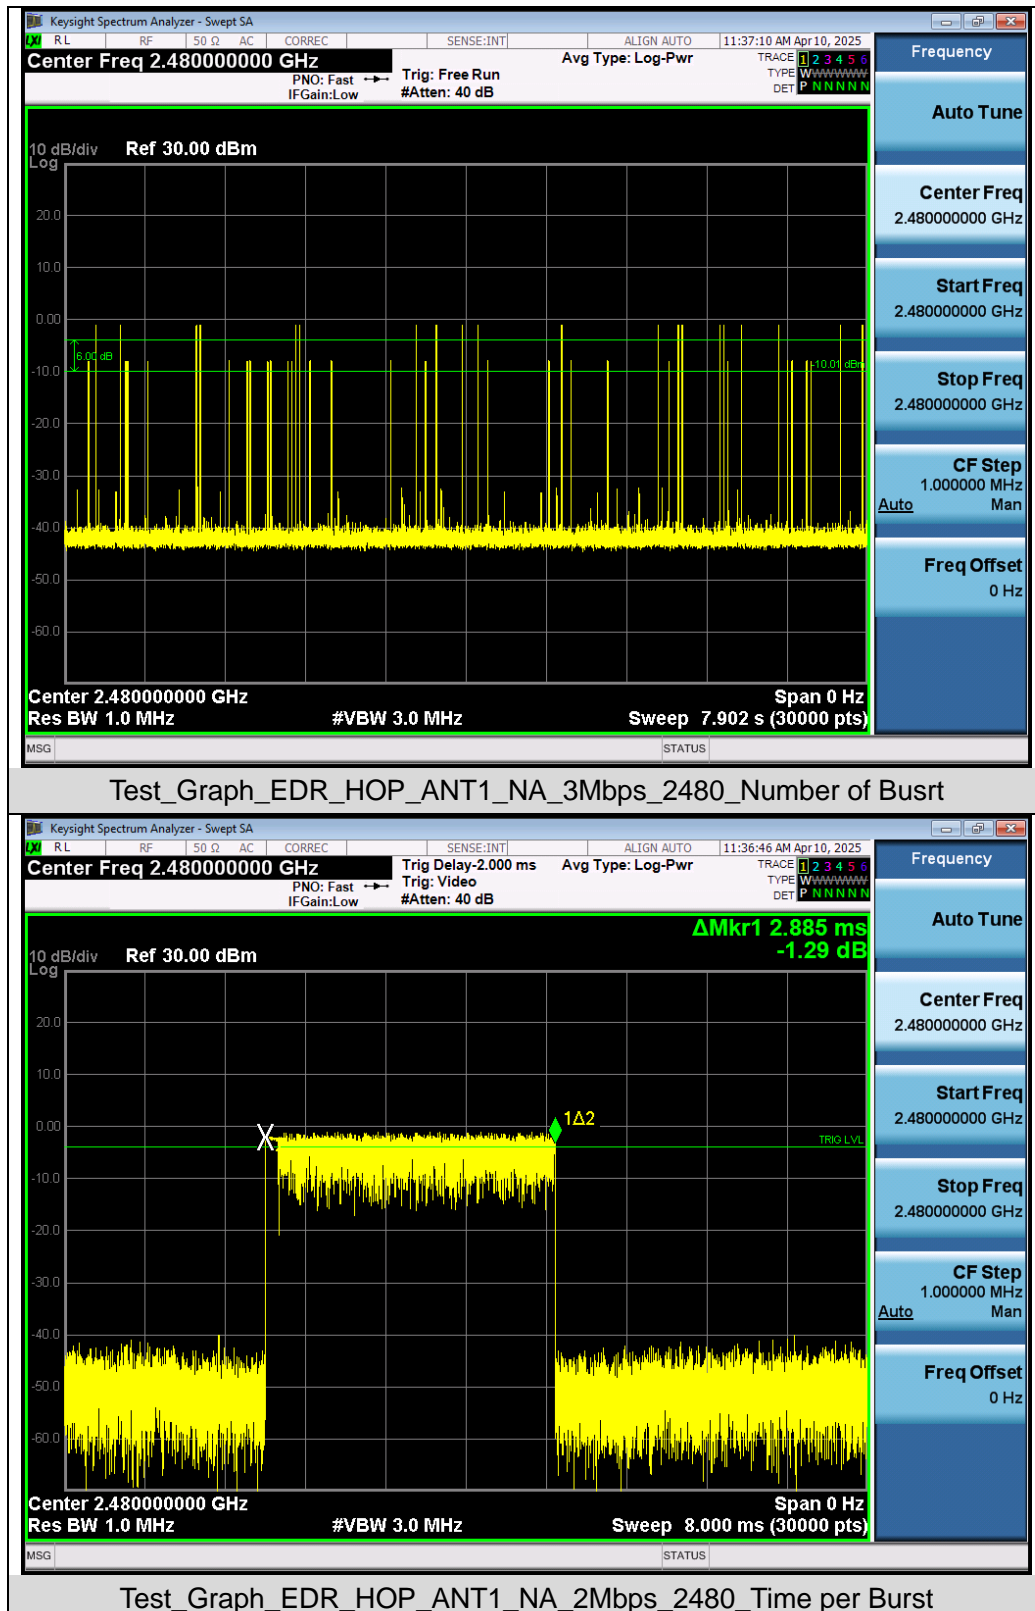 Keysight Spectrum Analyzer - Swept SA
LXI RL RF 50 Ω AC CORREC SENSE:INT ALIGN AUTO 11:37:10 AM Apr 10, 2025
Center Freq 2.480000000 GHz Avg Type: Log-Pwr TRACE 1 2 3 4 5 6
PNO: Fast Trig: Free Run TYPE WWWWWW
IFGain:Low #Atten: 40 dB DET P N N N N N
Frequency
Auto Tune
10 dB/div Ref 30.00 dBm
Log
Center Freq
2.480000000 GHz
20.0
10.0
Start Freq
2.480000000 GHz
0.00
6.00 dB
-10.01 dBm
-10.0
Stop Freq
2.480000000 GHz
-20.0
-30.0
CF Step
1.000000 MHz
Auto Man
-40.0
Freq Offset
0 Hz
-50.0
-60.0
Center 2.480000000 GHz Span 0 Hz
Res BW 1.0 MHz #VBW 3.0 MHz Sweep 7.902 s (30000 pts)
MSG STATUS
Test_Graph_EDR_HOP_ANT1_NA_3Mbps_2480_Number of Busrt
Keysight Spectrum Analyzer - Swept SA
LXI RL RF 50 Ω AC CORREC SENSE:INT ALIGN AUTO 11:36:46 AM Apr 10, 2025
Center Freq 2.480000000 GHz Trig Delay-2.000 ms Avg Type: Log-Pwr TRACE 1 2 3 4 5 6
PNO: Fast Trig: Video TYPE WWWWWW
IFGain:Low #Atten: 40 dB DET P N N N N N
Frequency
Auto Tune
ΔMkr1 2.885 ms
-1.29 dB
10 dB/div Ref 30.00 dBm
Log
Center Freq
2.480000000 GHz
20.0
10.0
Start Freq
2.480000000 GHz
0.00
1Δ2
TRIG LVL
-10.0
Stop Freq
2.480000000 GHz
-20.0
-30.0
CF Step
1.000000 MHz
Auto Man
-40.0
Freq Offset
0 Hz
-50.0
-60.0
Center 2.480000000 GHz Span 0 Hz
Res BW 1.0 MHz #VBW 3.0 MHz Sweep 8.000 ms (30000 pts)
MSG STATUS
Test_Graph_EDR_HOP_ANT1_NA_2Mbps_2480_Time per Burst